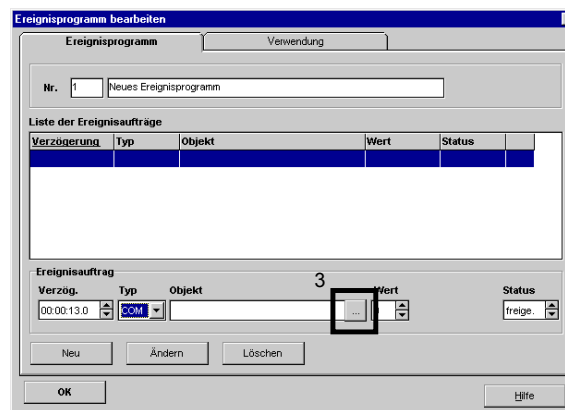 Ereignisprogramm bearbeiten
Ereignisprogramm Verwendung
Nr. 1 Neues Ereignisprogramm
Liste der Ereignisaufträge
Verzögerung Typ Objekt Wert Status
Ereignisauftrag
3
Verzög. Typ Objekt Wert Status
00:00:13.0 COM ... freige.
Neu Ändern Löschen
OK Hilfe